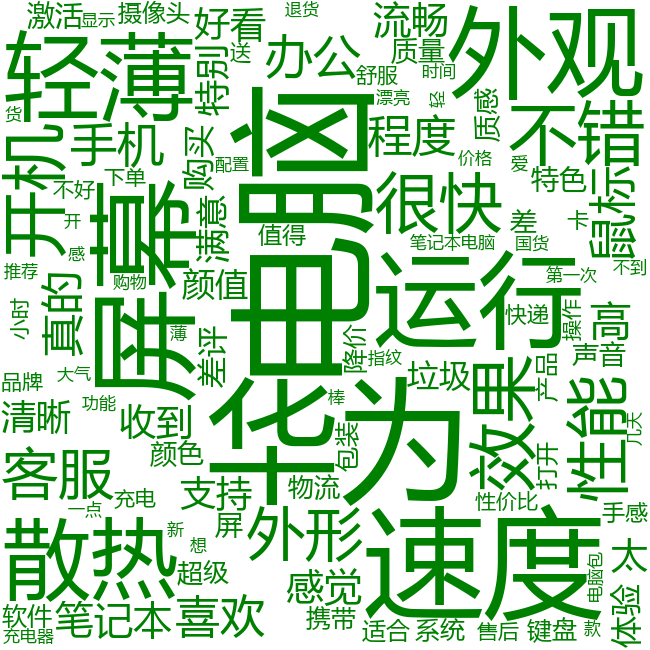 激活
显示
摄像头
好看
送
退货
流畅
外观
轻薄
特别
办公
质量
舒服
时间
漂亮
轻
质感
货
开机
手机
购买
电脑
程度
不错
价格
爱
配置
很快
特色
鼠标
不好
下单
屏幕
满意
值得
差
卡
开
感
笔记本电脑
国货
推荐
真的
购物
颜值
运行
第一次
不到
小时
薄
差评
降价
快递
操作
高
指纹
声音
品牌
大气
功能
华为
棒
垃圾
效果
产品
性能
几天
清晰
收到
颜色
包装
打开
客服
支持
物流
性价比
手感
充电
一点
屏
外形
速度
散热
新
想
超级
感觉
太
电脑包
软件
充电器
笔记本
喜欢
携带
适合
系统
售后
键盘
款
体验